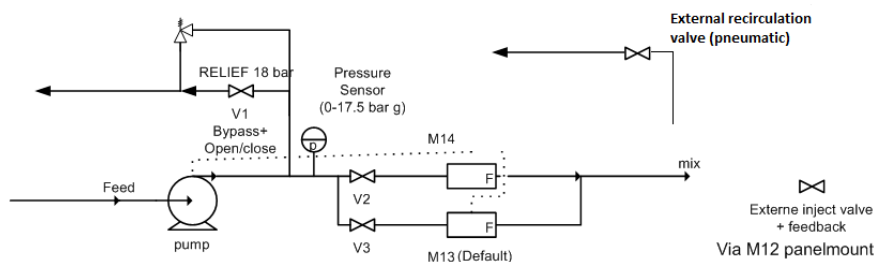 External recirculation
valve (pneumatic)
RELIEF 18 bar
Pressure
Sensor
(0-17.5 bar g)
V1
Bypass+
Open/close
p
M14
mix
Feed
F
V2
Externe inject valve
+ feedback
F
pump
V3
M13 (Default)
Via M12 panelmount